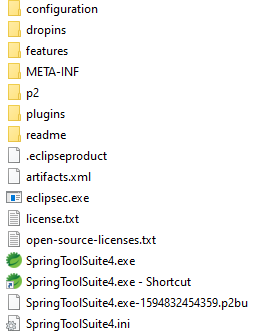 configuration
dropins
features
META-INF
p2
plugins
readme
.eclipseproduct
artifacts.xml
eclipsec.exe
license.txt
open-source-licenses.txt
SpringToolSuite4.exe
SpringToolSuite4.exe - Shortcut
SpringToolSuite4.exe-1594832454359.p2bu
SpringToolSuite4.ini